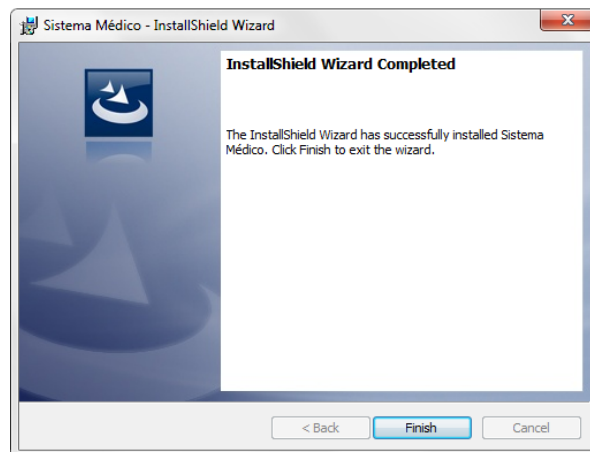 Sistema Médico - InstallShield Wizard
InstallShield Wizard Completed
The InstallShield Wizard has successfully installed Sistema
Médico. Click Finish to exit the wizard.
< Back
Finish
Cancel